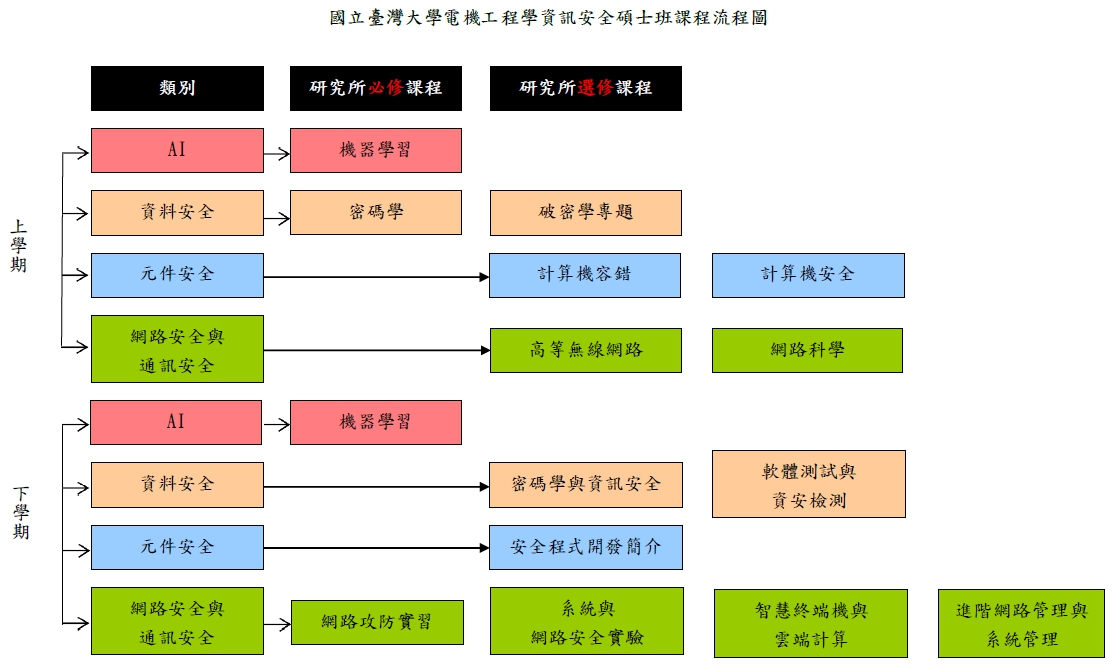 國立臺灣大學電機工程學資訊安全碩士班課程流程圖
類別
研究所必修課程
研究所選修課程
上學期
AI
機器學習
資料安全
密碼學
破密學專題
元件安全
計算機容錯
計算機安全
網路安全與
通訊安全
高等無線網路
網路科學
下學期
AI
機器學習
資料安全
密碼學與資訊安全
軟體測試與
資安檢測
元件安全
安全程式開發簡介
網路安全與
通訊安全
網路攻防實習
系統與
網路安全實驗
智慧終端機與
雲端計算
進階網路管理與
系統管理